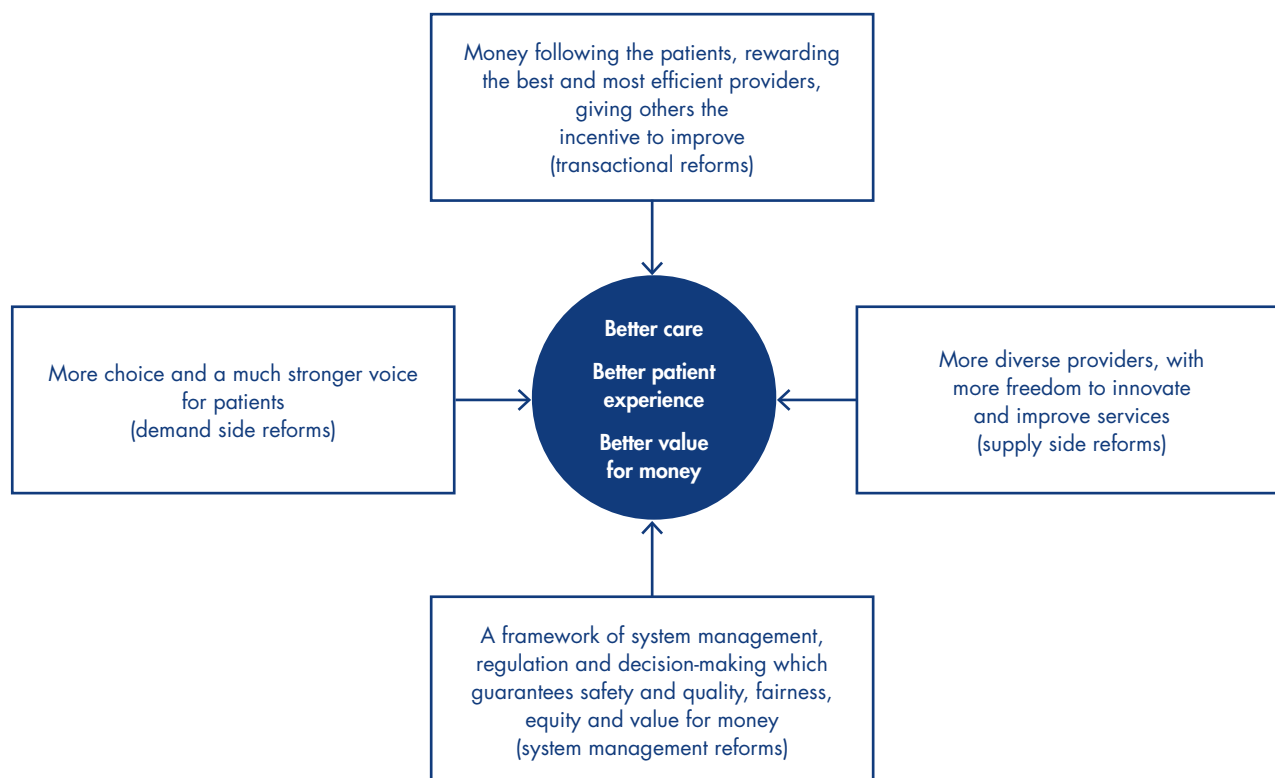 Money following the patients, rewarding
the best and most efficient providers,
giving others the
incentive to improve
(transactional reforms)
More choice and a much stronger voice
for patients
(demand side reforms)
Better care
Better patient
experience
Better value
for money
More diverse providers, with
more freedom to innovate
and improve services
(supply side reforms)
A framework of system management,
regulation and decision-making which
guarantees safety and quality, fairness,
equity and value for money
(system management reforms)